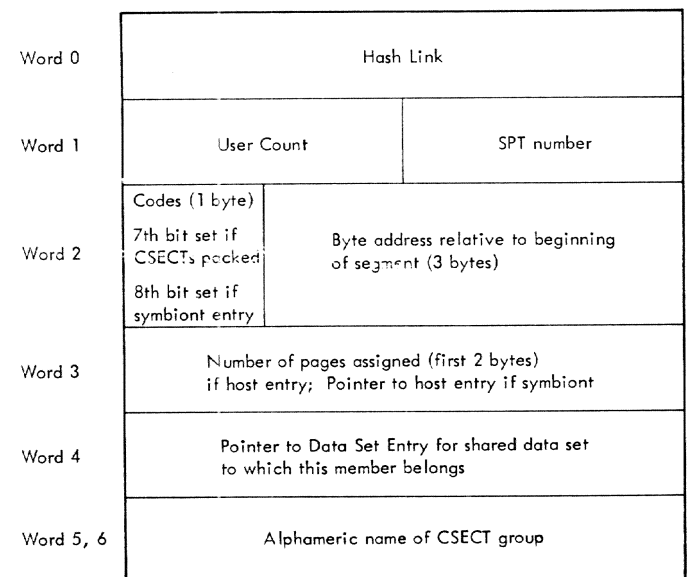 Word 0
Hash Link
Word 1
User Count
SPT number
Word 2
Codes (1 byte)
7th bit set if
CSECTs packed
8th bit set if
symbiont entry
Byte address relative to beginning
of segment (3 bytes)
Word 3
Number of pages assigned (first 2 bytes)
if host entry; Pointer to host entry if symbiont
Word 4
Pointer to Data Set Entry for shared data set
to which this member belongs
Word 5, 6
Alphameric name of CSECT group